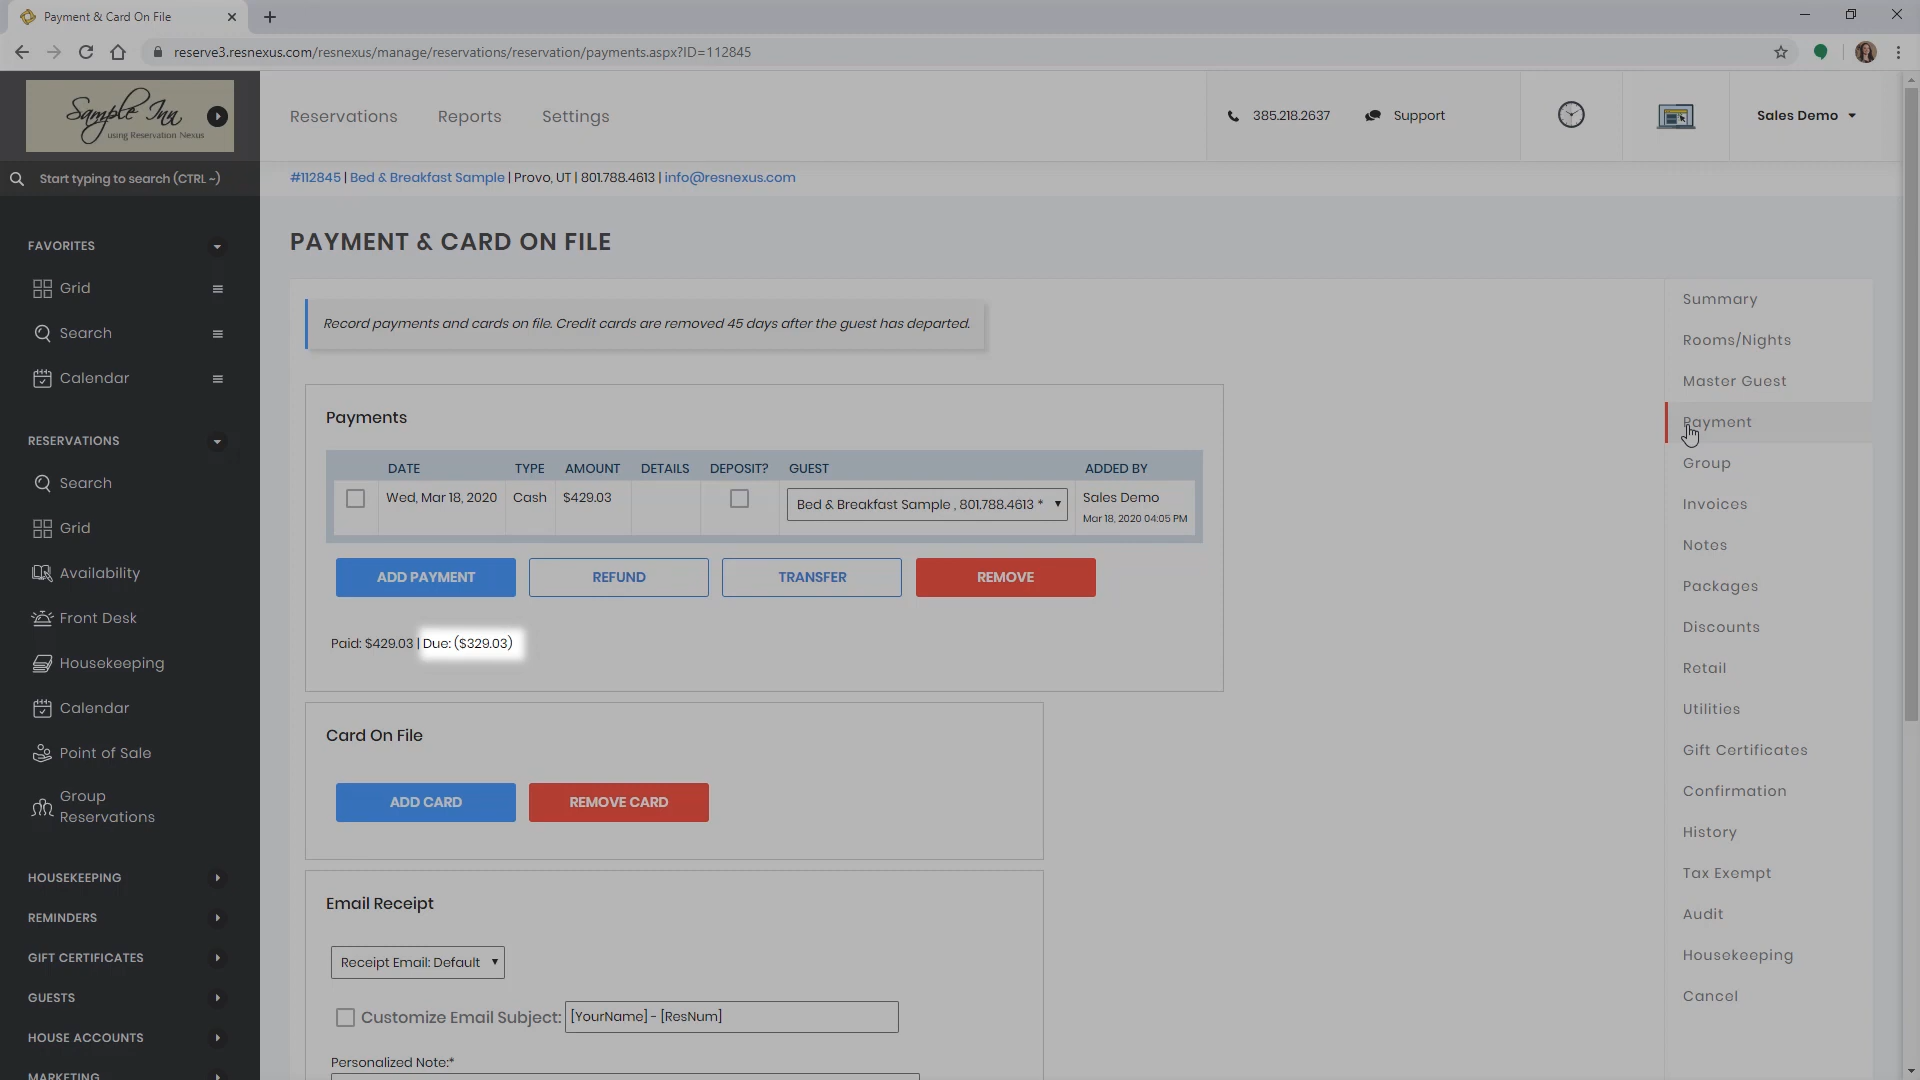 Payment & Card On File
reserve3.resnexus.com/resnexus/manage/reservations/reservation/payments.aspx?ID=112845
Sample Inn
using Reservation Nexus
Reservations
Reports
Settings
385.218.2637
Support
Sales Demo
Start typing to search (CTRL ~)
#112845 | Bed & Breakfast Sample | Provo, UT | 801.788.4613 | info@resnexus.com
FAVORITES
Grid
Search
Calendar
RESERVATIONS
Search
Grid
Availability
Front Desk
Housekeeping
Calendar
Point of Sale
Group
Reservations
HOUSEKEEPING
REMINDERS
GIFT CERTIFICATES
GUESTS
HOUSE ACCOUNTS
MARKETING
PAYMENT & CARD ON FILE
Record payments and cards on file. Credit cards are removed 45 days after the guest has departed.
Payments
DATE TYPE AMOUNT DETAILS DEPOSIT? GUEST ADDED BY
Wed, Mar 18, 2020 Cash $429.03 Bed & Breakfast Sample , 801.788.4613 * Sales Demo
Mar 18, 2020 04:05 PM
ADD PAYMENT REFUND TRANSFER REMOVE
Paid: $429.03 | Due: ($329.03)
Card On File
ADD CARD REMOVE CARD
Email Receipt
Receipt Email: Default
Customize Email Subject: [YourName] - [ResNum]
Personalized Note:*
Summary
Rooms/Nights
Master Guest
Payment
Group
Invoices
Notes
Packages
Discounts
Retail
Utilities
Gift Certificates
Confirmation
History
Tax Exempt
Audit
Housekeeping
Cancel